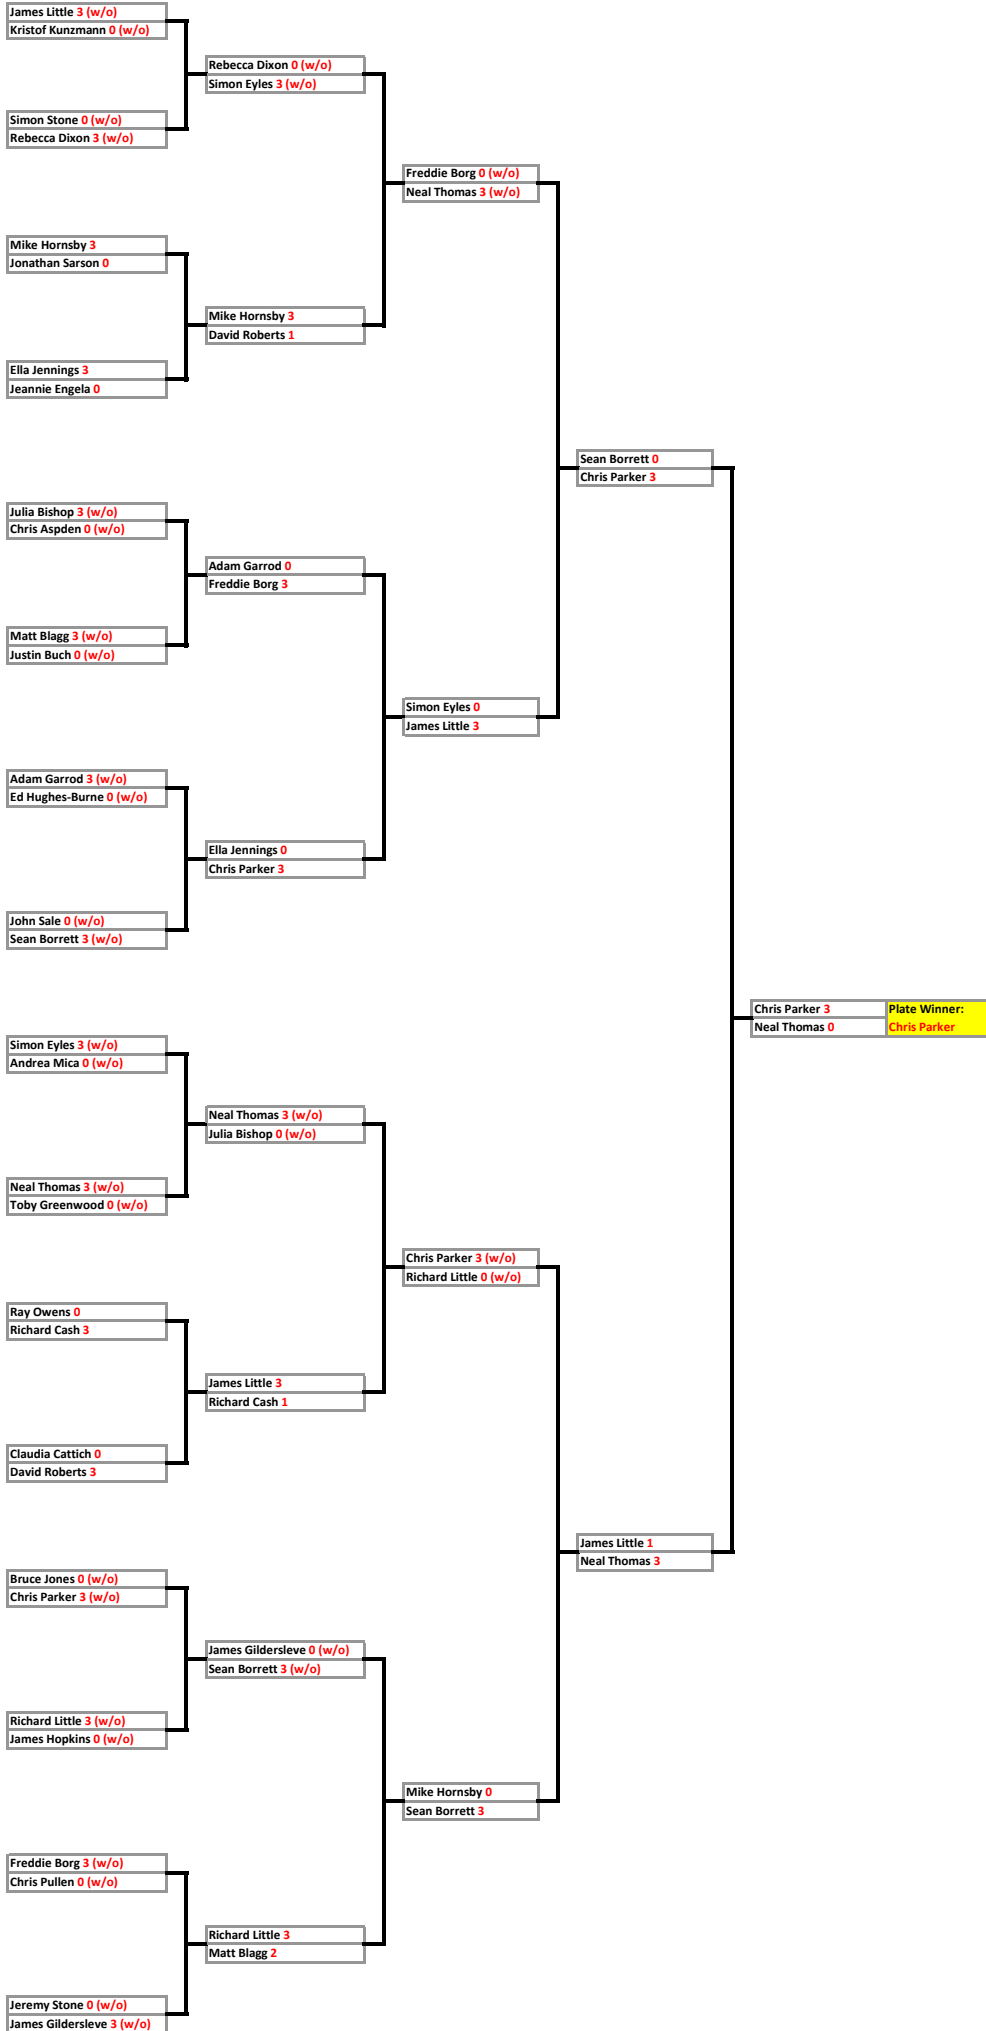 James Little 3 (w/o)
Kristof Kunzmann 0 (w/o)
Simon Stone 0 (w/o)
Rebecca Dixon 3 (w/o)
Mike Hornsby 3
Jonathan Sarson 0
Ella Jennings 3
Jeannie Engela 0
Julia Bishop 3 (w/o)
Chris Aspden 0 (w/o)
Matt Blagg 3 (w/o)
Justin Buch 0 (w/o)
Adam Garrod 3 (w/o)
Ed Hughes-Burne 0 (w/o)
John Sale 0 (w/o)
Sean Borrett 3 (w/o)
Simon Eyles 3 (w/o)
Andrea Mica 0 (w/o)
Neal Thomas 3 (w/o)
Toby Greenwood 0 (w/o)
Ray Owens 0
Richard Cash 3
Claudia Cattich 0
David Roberts 3
Bruce Jones 0 (w/o)
Chris Parker 3 (w/o)
Richard Little 3 (w/o)
James Hopkins 0 (w/o)
Freddie Borg 3 (w/o)
Chris Pullen 0 (w/o)
Jeremy Stone 0 (w/o)
James Gildersleve 3 (w/o)
Rebecca Dixon 0 (w/o)
Simon Eyles 3 (w/o)
Mike Hornsby 3
David Roberts 1
Adam Garrod 0
Freddie Borg 3
Ella Jennings 0
Chris Parker 3
Neal Thomas 3 (w/o)
Julia Bishop 0 (w/o)
James Little 3
Richard Cash 1
James Gildersleve 0 (w/o)
Sean Borrett 3 (w/o)
Richard Little 3
Matt Blagg 2
Freddie Borg 0 (w/o)
Neal Thomas 3 (w/o)
Simon Eyles 0
James Little 3
Chris Parker 3 (w/o)
Richard Little 0 (w/o)
Mike Hornsby 0
Sean Borrett 3
Sean Borrett 0
Chris Parker 3
James Little 1
Neal Thomas 3
Chris Parker 3
Neal Thomas 0
Plate Winner:
Chris Parker